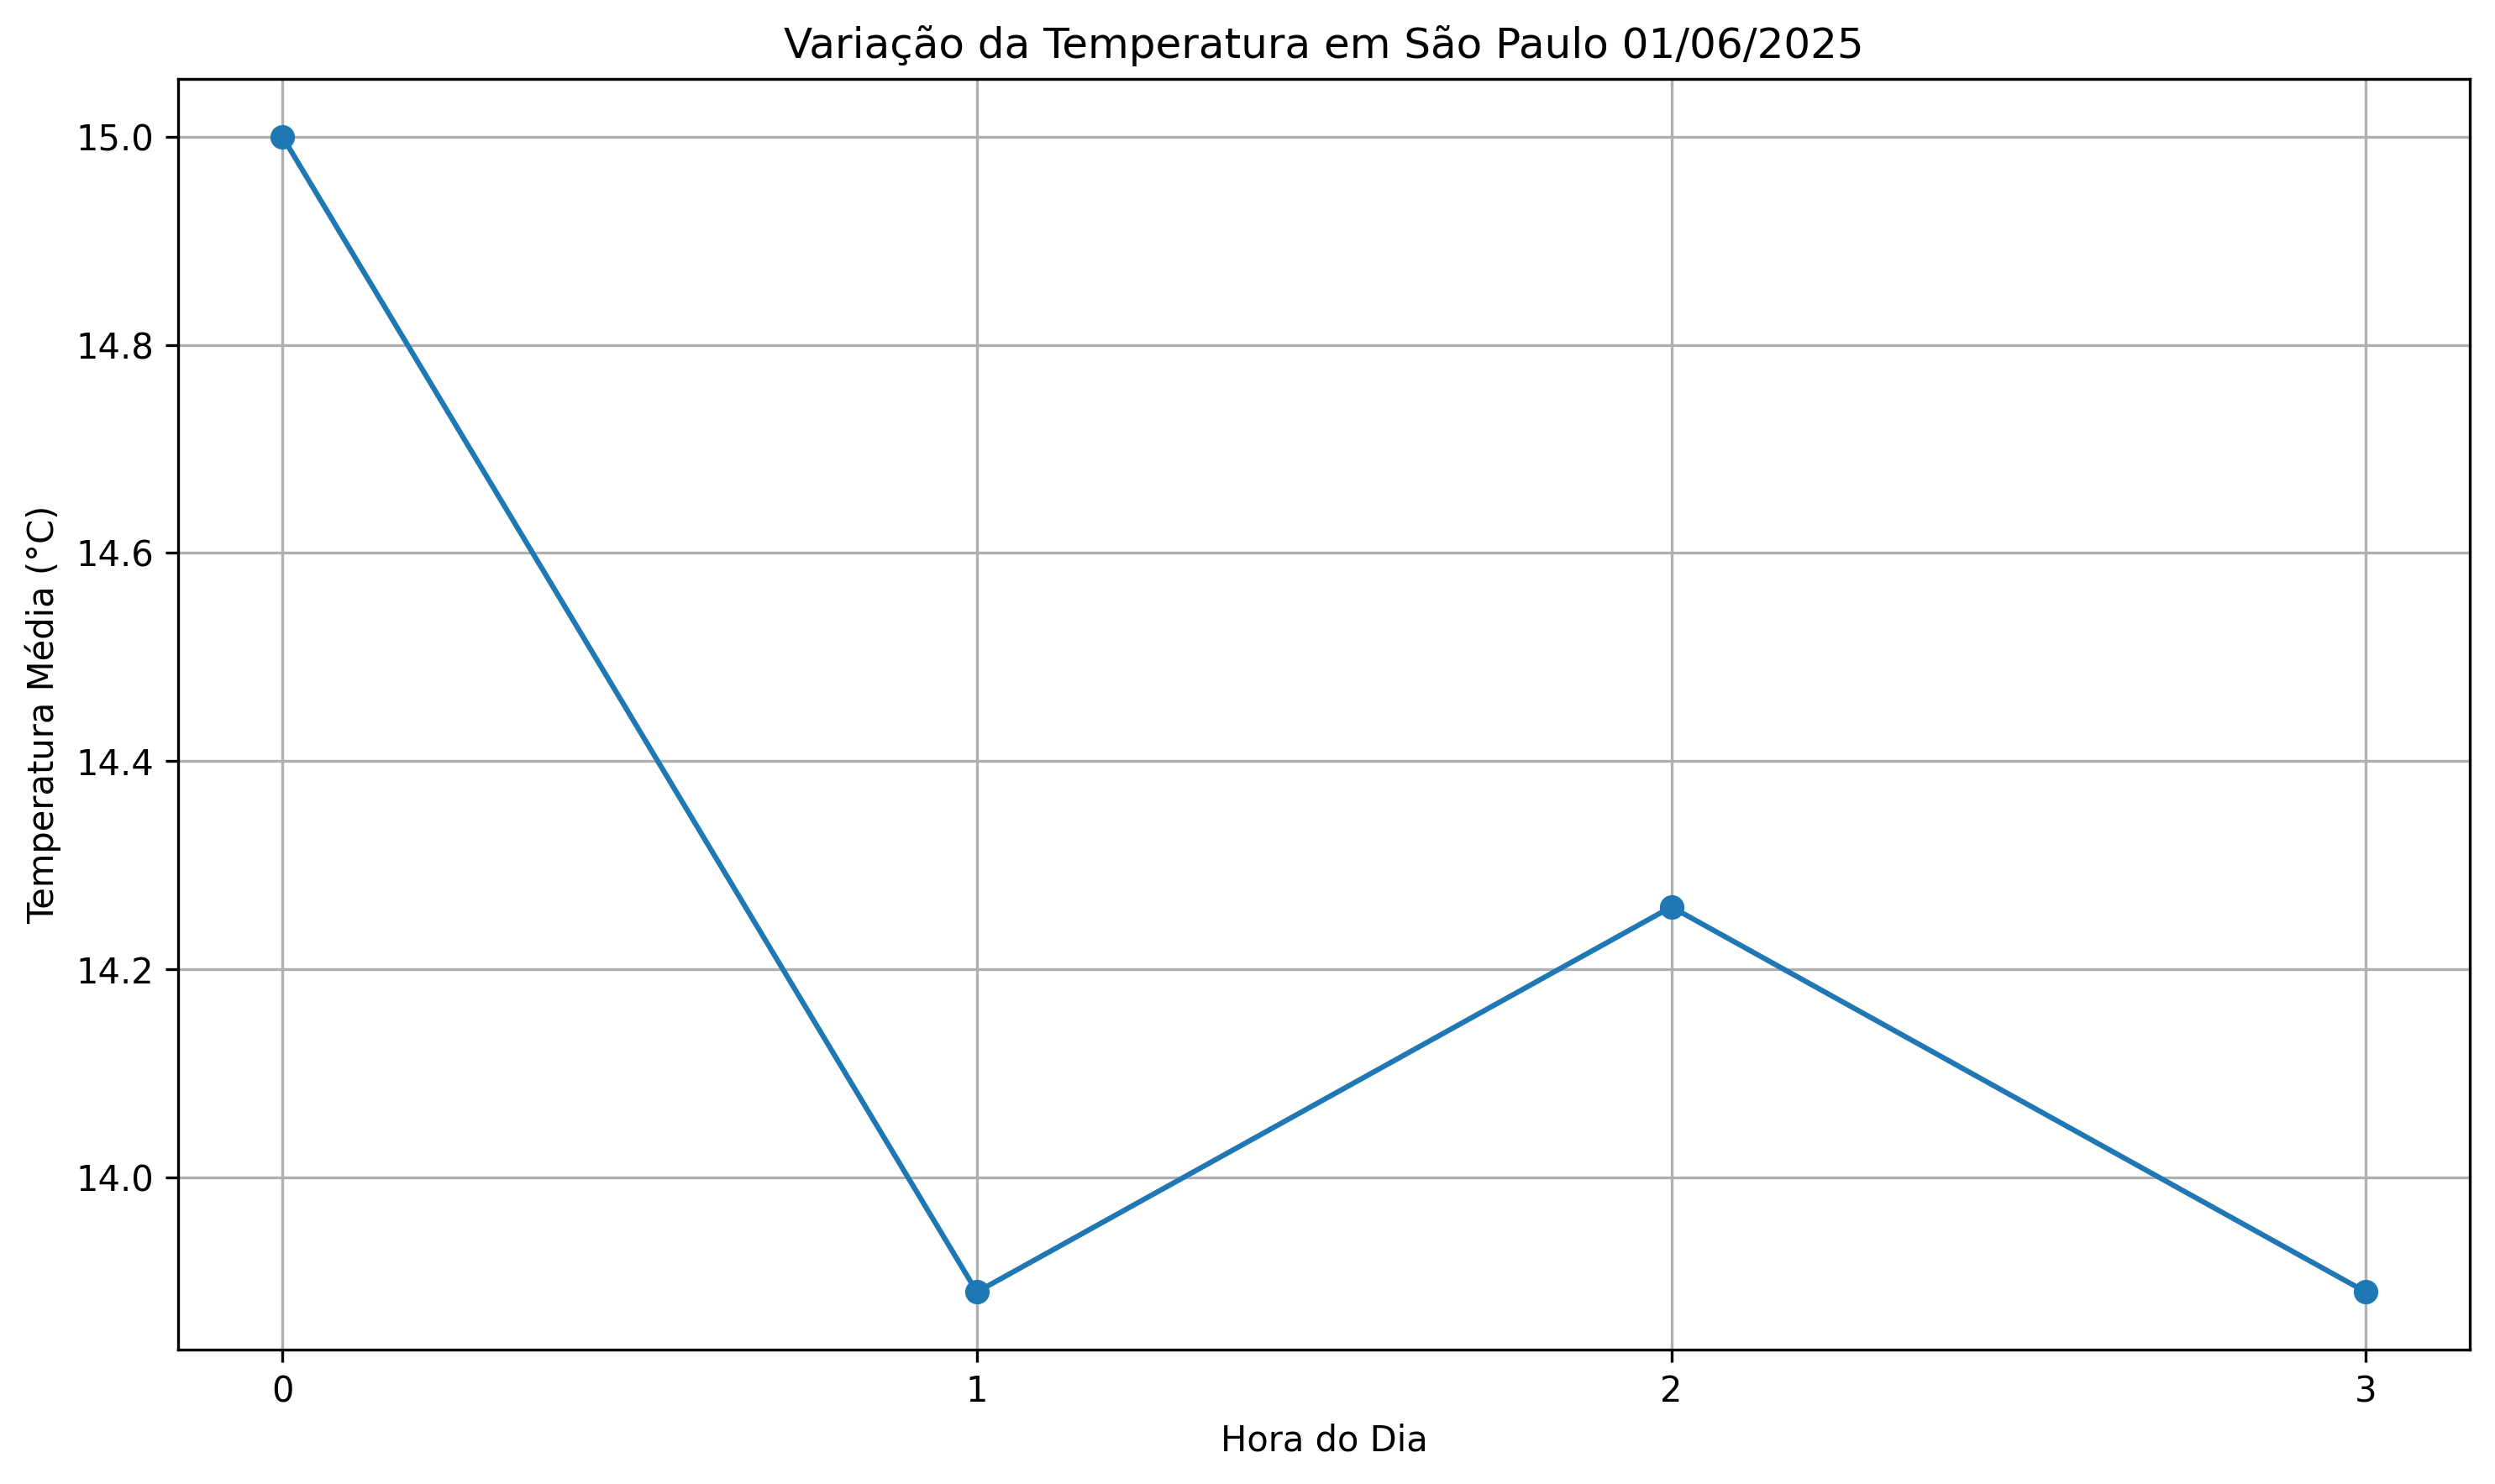 Variação da Temperatura em São Paulo 01/06/2025
Temperatura Média (°C)
15.0
14.8
14.6
14.4
14.2
14.0
0 1 2 3
Hora do Dia